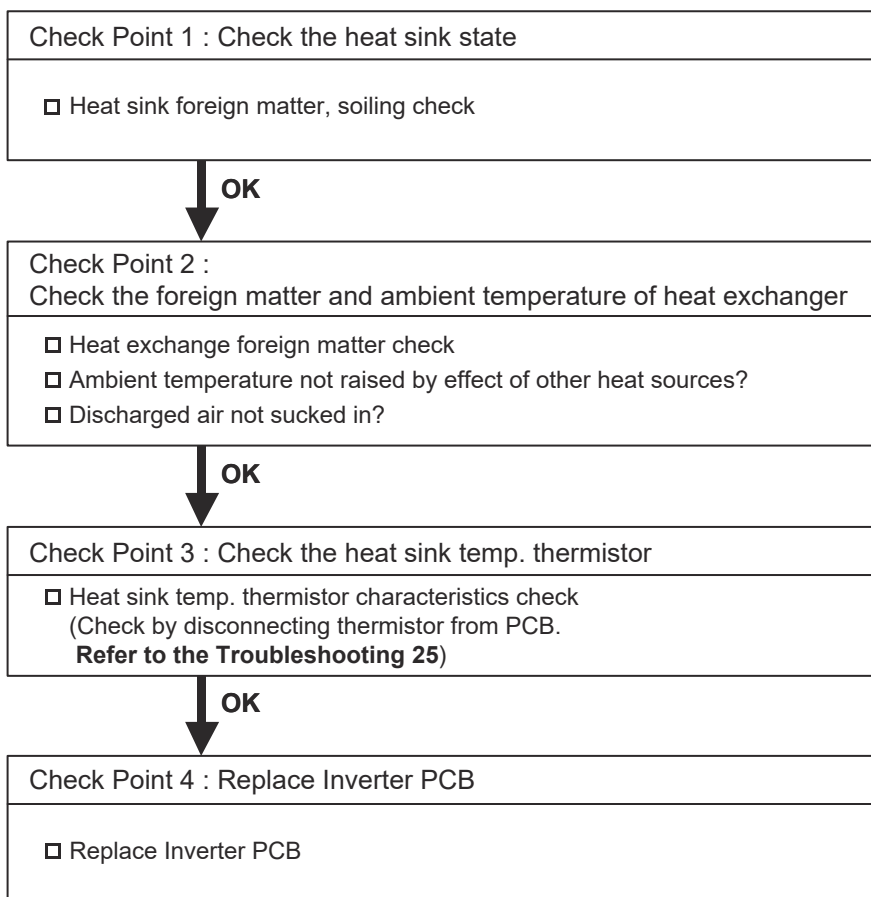 Check Point 1 : Check the heat sink state
Heat sink foreign matter, soiling check
OK
Check Point 2 :
Check the foreign matter and ambient temperature of heat exchanger
Heat exchange foreign matter check
Ambient temperature not raised by effect of other heat sources?
Discharged air not sucked in?
OK
Check Point 3 : Check the heat sink temp. thermistor
Heat sink temp. thermistor characteristics check
(Check by disconnecting thermistor from PCB.
Refer to the Troubleshooting 25)
OK
Check Point 4 : Replace Inverter PCB
Replace Inverter PCB